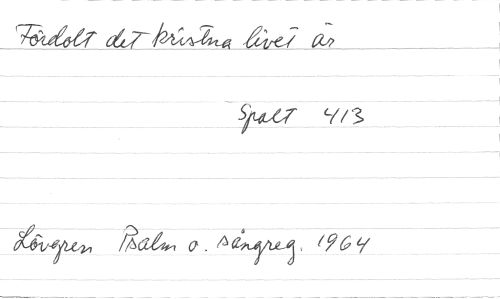 Fördolt det kristna livet är
Spalt 413
Lövgren Psalm o. sångreg. 1964